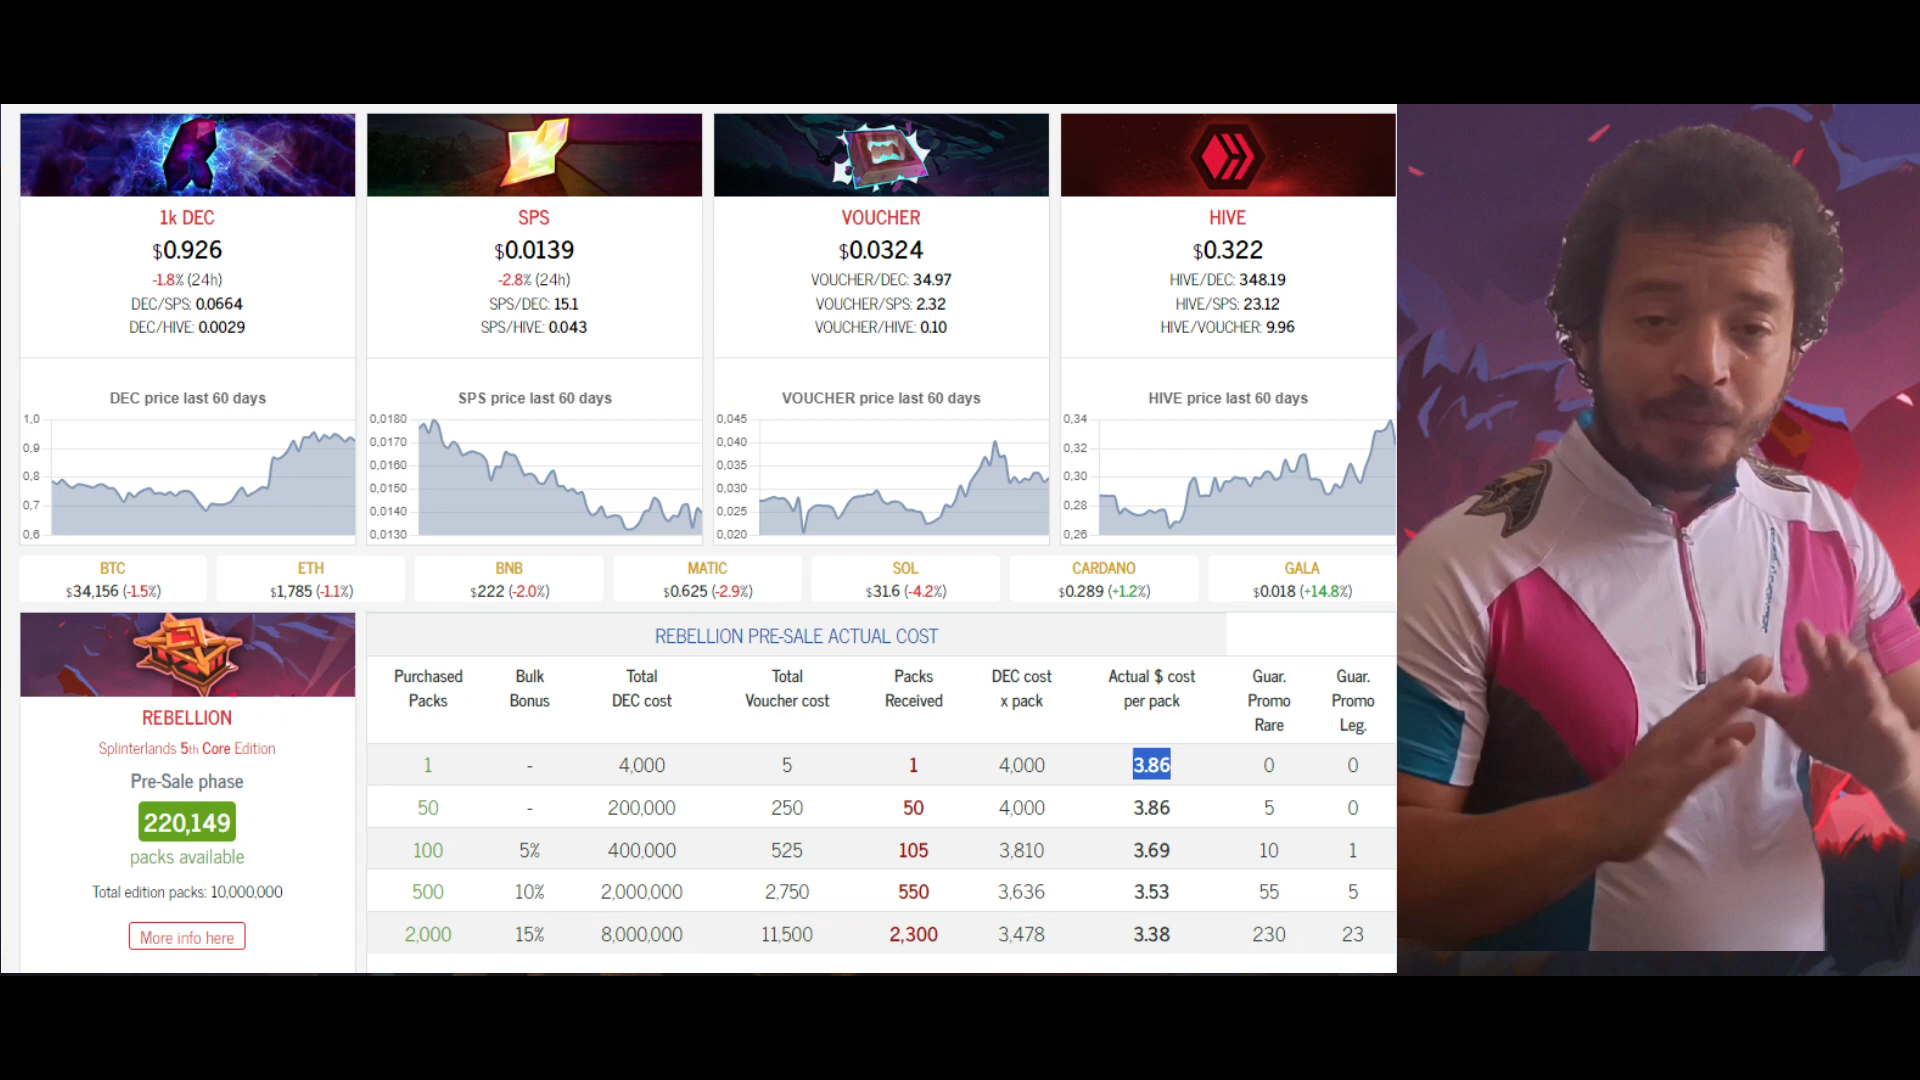 1k DEC
$0.926
-1.8% (24h)
DEC/SPS: 0.0664
DEC/HIVE: 0.0029
DEC price last 60 days
1,0
0,9
0,8
0,7
0,6
SPS
$0.0139
-2.8% (24h)
SPS/DEC: 15.1
SPS/HIVE: 0.043
SPS price last 60 days
0,0180
0,0170
0,0160
0,0150
0,0140
0,0130
VOUCHER
$0.0324
VOUCHER/DEC: 34.97
VOUCHER/SPS: 2.32
VOUCHER/HIVE: 0.10
VOUCHER price last 60 days
0,045
0,040
0,035
0,030
0,025
0,020
HIVE
$0.322
HIVE/DEC: 348.19
HIVE/SPS: 23.12
HIVE/VOUCHER: 9.96
HIVE price last 60 days
0,34
0,32
0,30
0,28
0,26
BTC
$34,156 (-1.5%)
ETH
$1,785 (-1.1%)
BNB
$222 (-2.0%)
MATIC
$0.625 (-2.9%)
SOL
$31.6 (-4.2%)
CARDANO
$0.289 (+1.2%)
GALA
$0.018 (+14.8%)
REBELLION
Splinterlands 5th Core Edition
Pre-Sale phase
220,149
packs available
Total edition packs: 10,000,000
More info here
REBELLION PRE-SALE ACTUAL COST
Purchased Packs Bulk Bonus Total DEC cost Total Voucher cost Packs Received DEC cost x pack Actual $ cost per pack Guar. Promo Rare Guar. Promo Leg.
1 - 4,000 5 1 4,000 3.86 0 0
50 - 200,000 250 50 4,000 3.86 5 0
100 5% 400,000 525 105 3,810 3.69 10 1
500 10% 2,000,000 2,750 550 3,636 3.53 55 5
2,000 15% 8,000,000 11,500 2,300 3,478 3.38 230 23